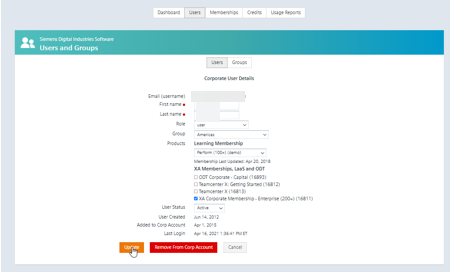 Dashboard Users Memberships Credits Usage Reports
Siemens Digital Industries Software
Users and Groups
Users Groups
Corporate User Details
Email (username)
First name
Last name
Role user
Group Americas
Products Learning Membership
Perform (100+) (demo)
Membership Last Updated: Apr 20, 2018
XA Memberships, LaaS and OOT
OOT Corporate - Capital (16893)
Teamcenter X: Getting Started (16812)
Teamcenter X (16813)
XA Corporate Membership - Enterprise (200+) (16811)
User Status Active
User Created Jun 14, 2012
Added to Corp Account Apr 1, 2015
Last Login Apr 16, 2021 1:36:41 PM ET
Update Remove From Corp Account Cancel